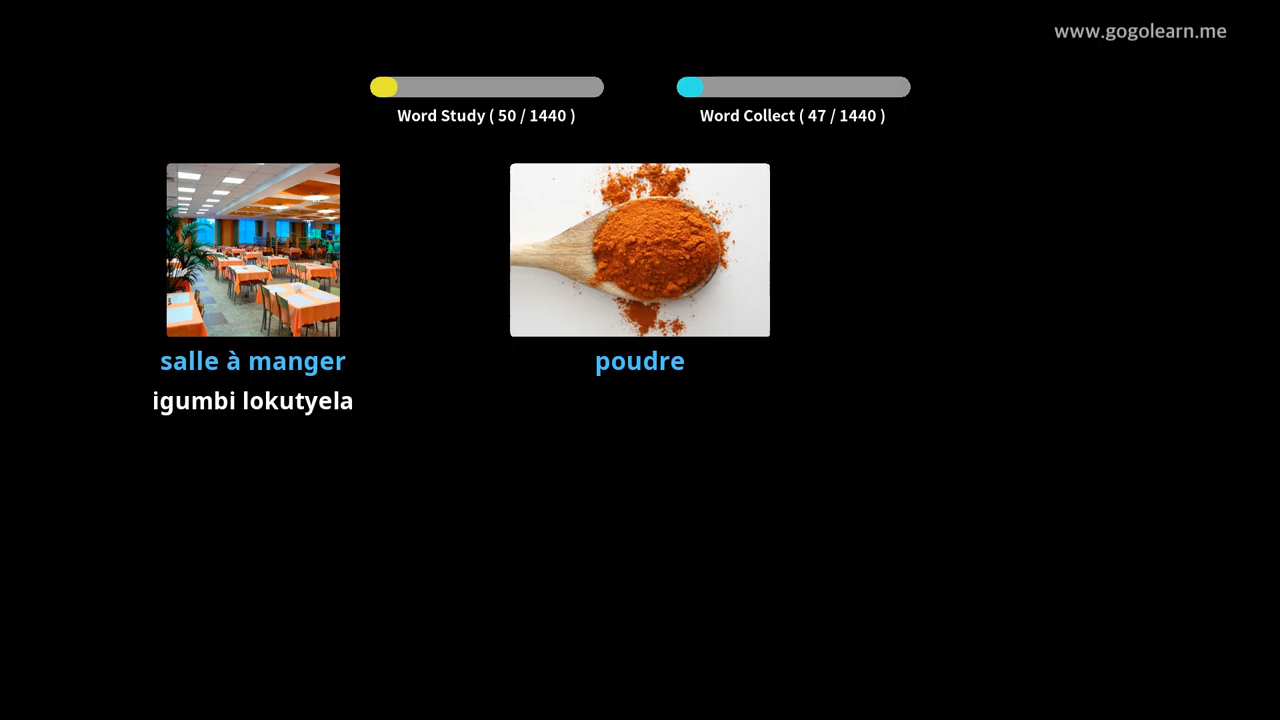 www.gogolearn.me
Word Study ( 50 / 1440 )
Word Collect ( 47 / 1440 )
salle à manger
poudre
igumbi lokutyela